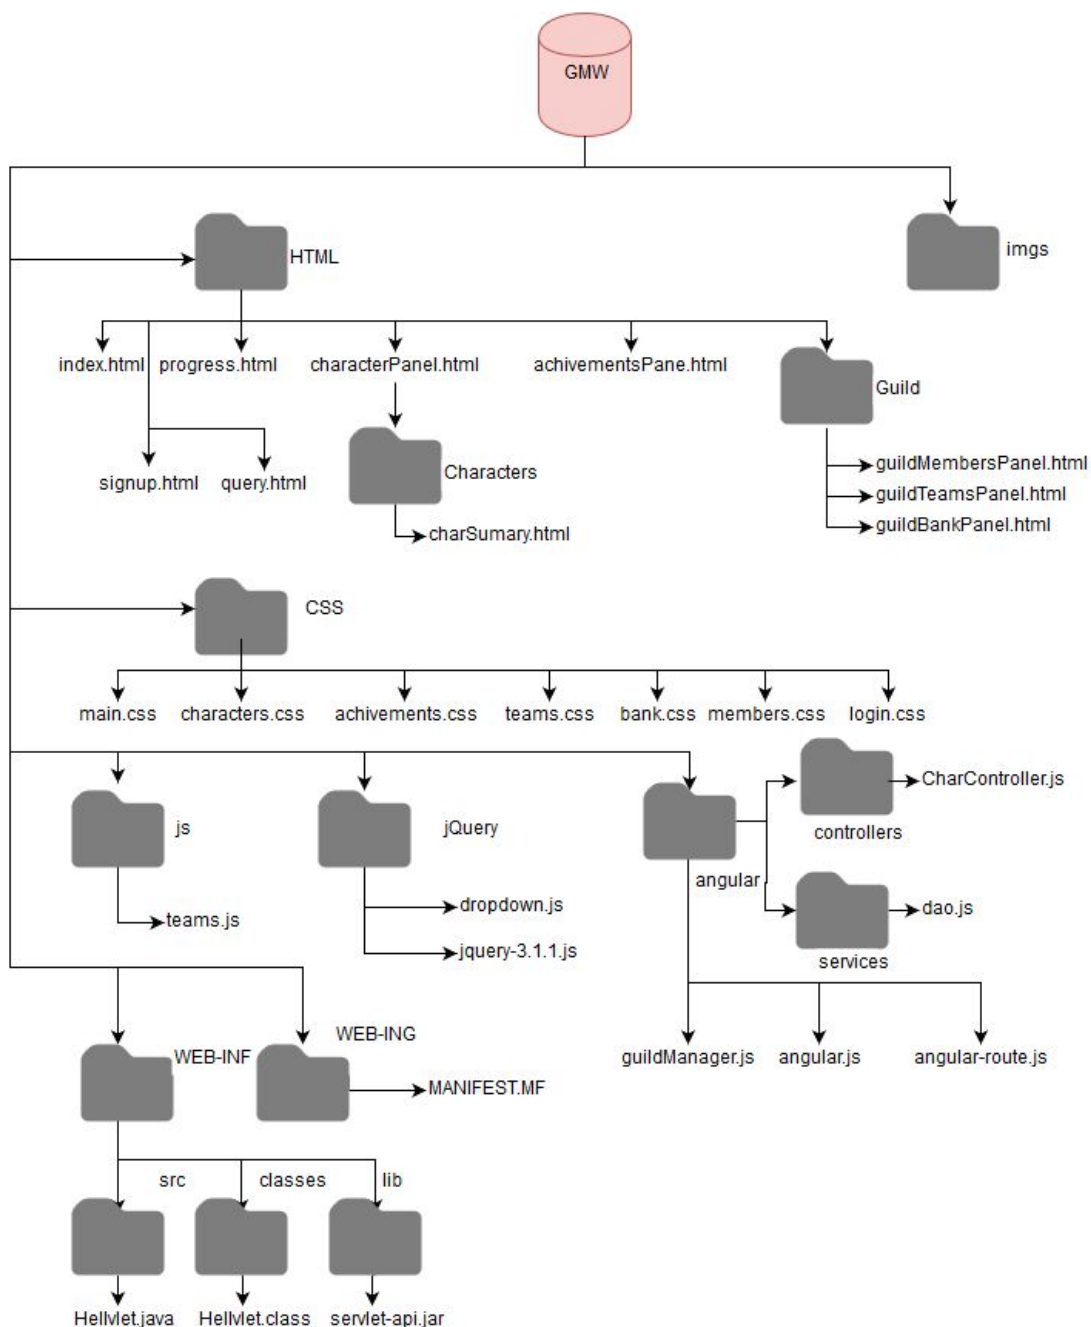 GMW
HTML
imgs
index.html
progress.html
characterPanel.html
achivementsPane.html
Guild
signup.html
query.html
Characters
guildMembersPanel.html
guildTeamsPanel.html
guildBankPanel.html
charSumary.html
CSS
main.css
characters.css
achivements.css
teams.css
bank.css
members.css
login.css
js
jQuery
angular
controllers
CharController.js
teams.js
dropdown.js
jquery-3.1.1.js
services
dao.js
WEB-INF
WEB-ING
MANIFEST.MF
guildManager.js
angular.js
angular-route.js
src
classes
lib
Hellvlet.java
Hellvlet.class
servlet-api.jar